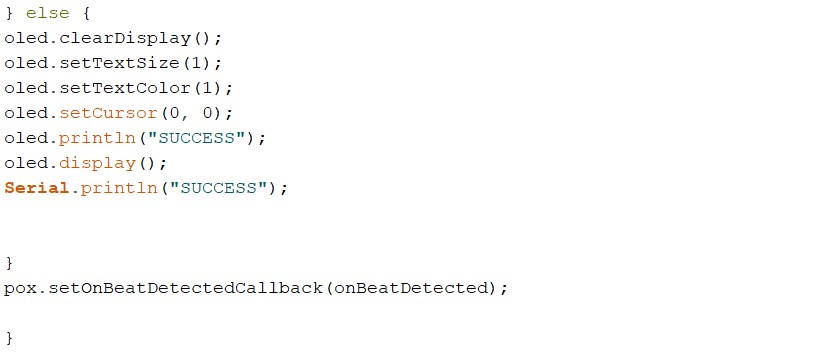 } else {
oled.clearDisplay();
oled.setTextSize(1);
oled.setTextColor(1);
oled.setCursor(0, 0);
oled.println("SUCCESS");
oled.display();
Serial.println("SUCCESS");
}
pox.setOnBeatDetectedCallback(onBeatDetected);
}